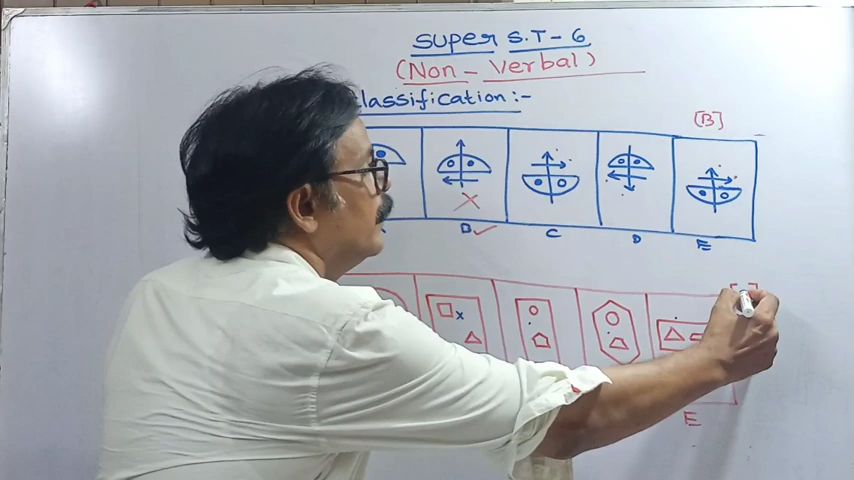 Super S.T-6
(Non-Verbal)
Classification:-
[B]
B C D E
E